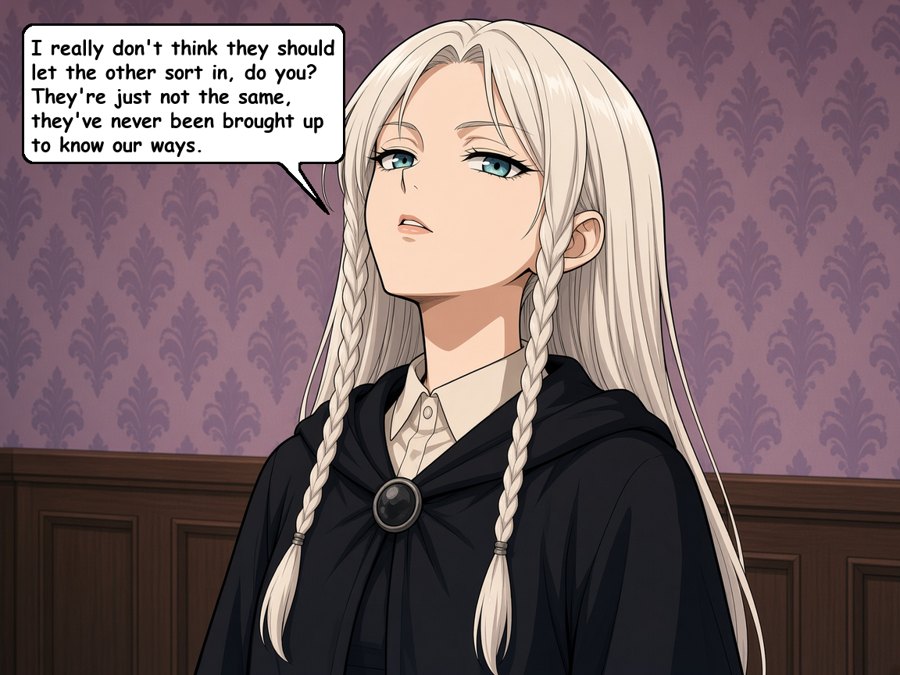 I really don't think they should
let the other sort in, do you?
They're just not the same,
they've never been brought up
to know our ways.